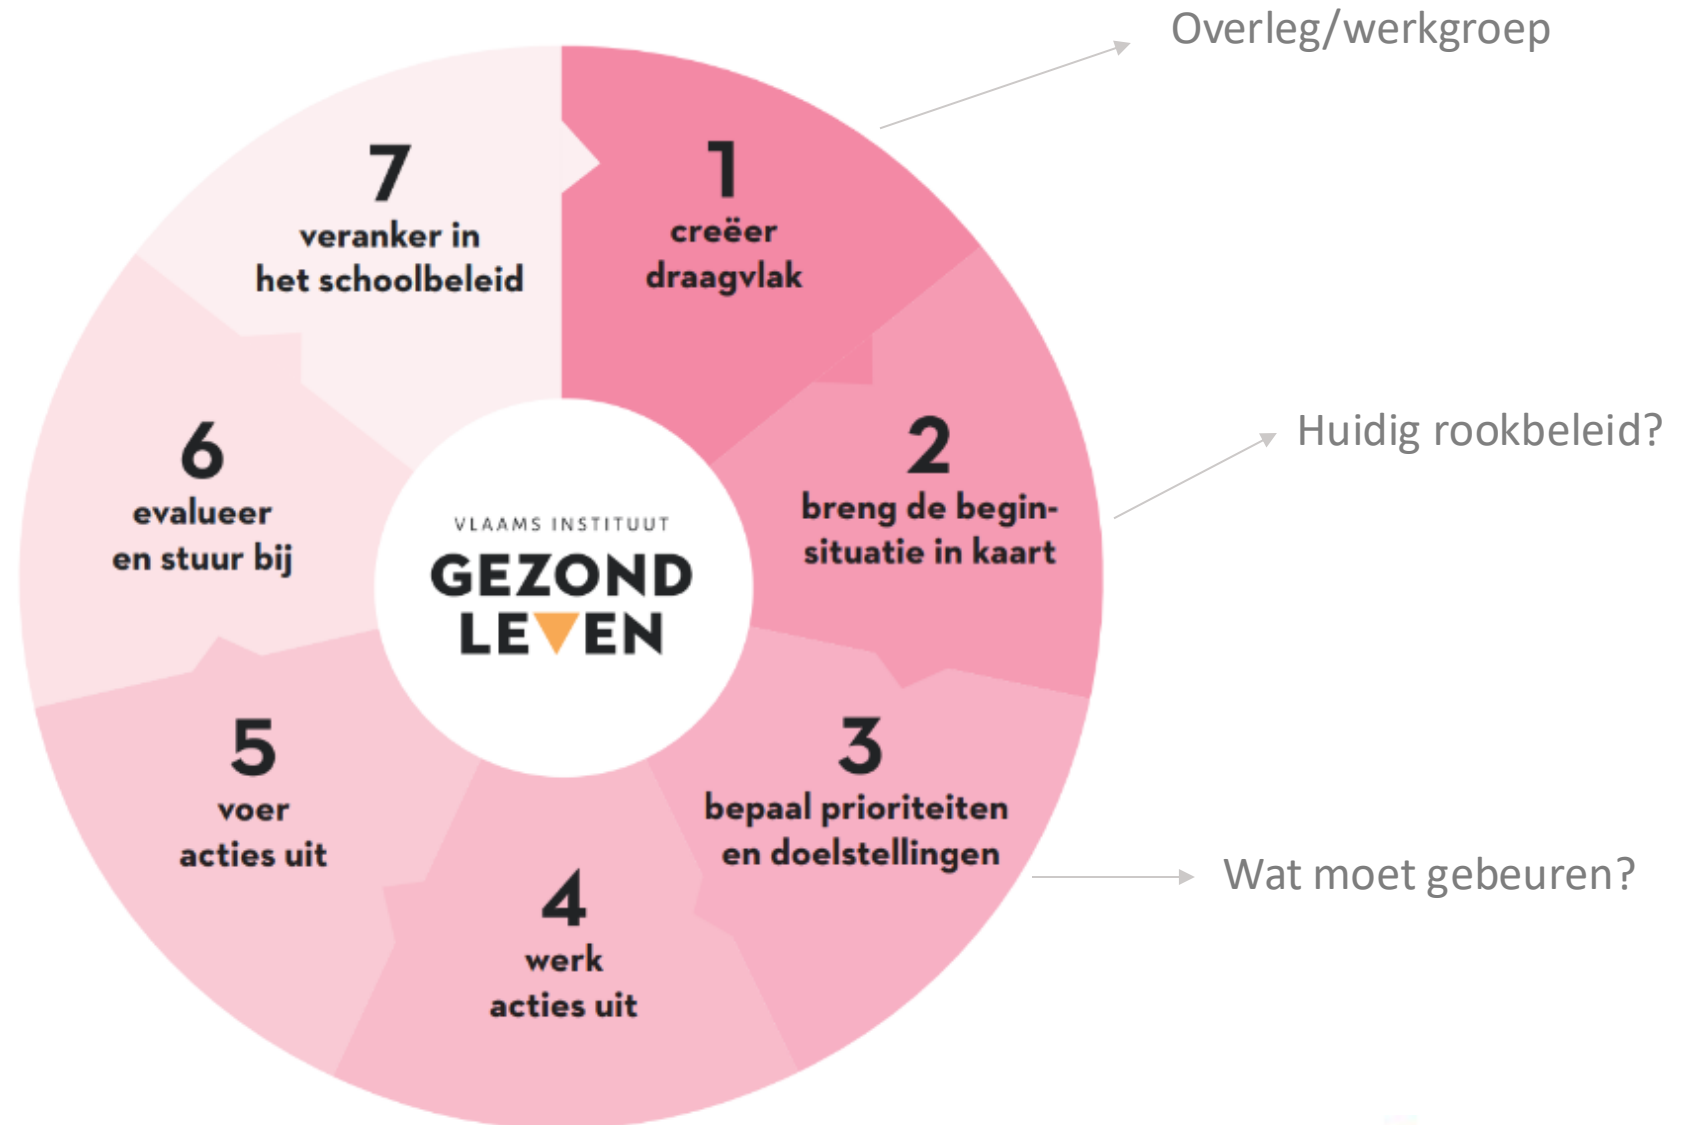 Overleg/werkgroep
1
creëer
draagvlak
2
breng de begin-
situatie in kaart
Huidig rookbeleid?
3
bepaal prioriteiten
en doelstellingen
Wat moet gebeuren?
4
werk
acties uit
5
voer
acties uit
6
evalueer
en stuur bij
7
veranker in
het schoolbeleid
VLAAMS INSTITUUT
GEZOND
LEVEN